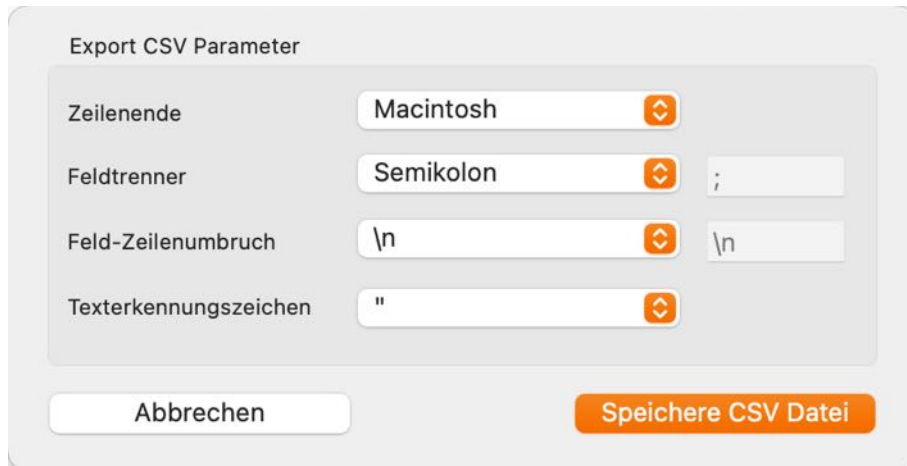 Export CSV Parameter
Zeilenende Macintosh
Feldtrenner Semikolon ;
Feld-Zeilenumbruch \n \n
Texterkennungszeichen "
Abbrechen Speichere CSV Datei